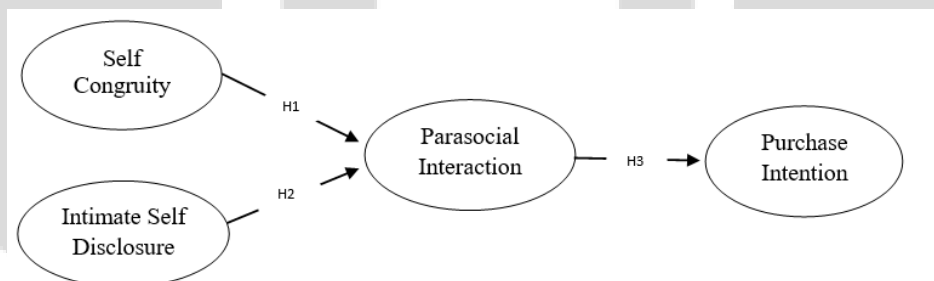 Self
Congruity
H1
Parasocial
Interaction
H3
Purchase
Intention
H2
Intimate Self
Disclosure